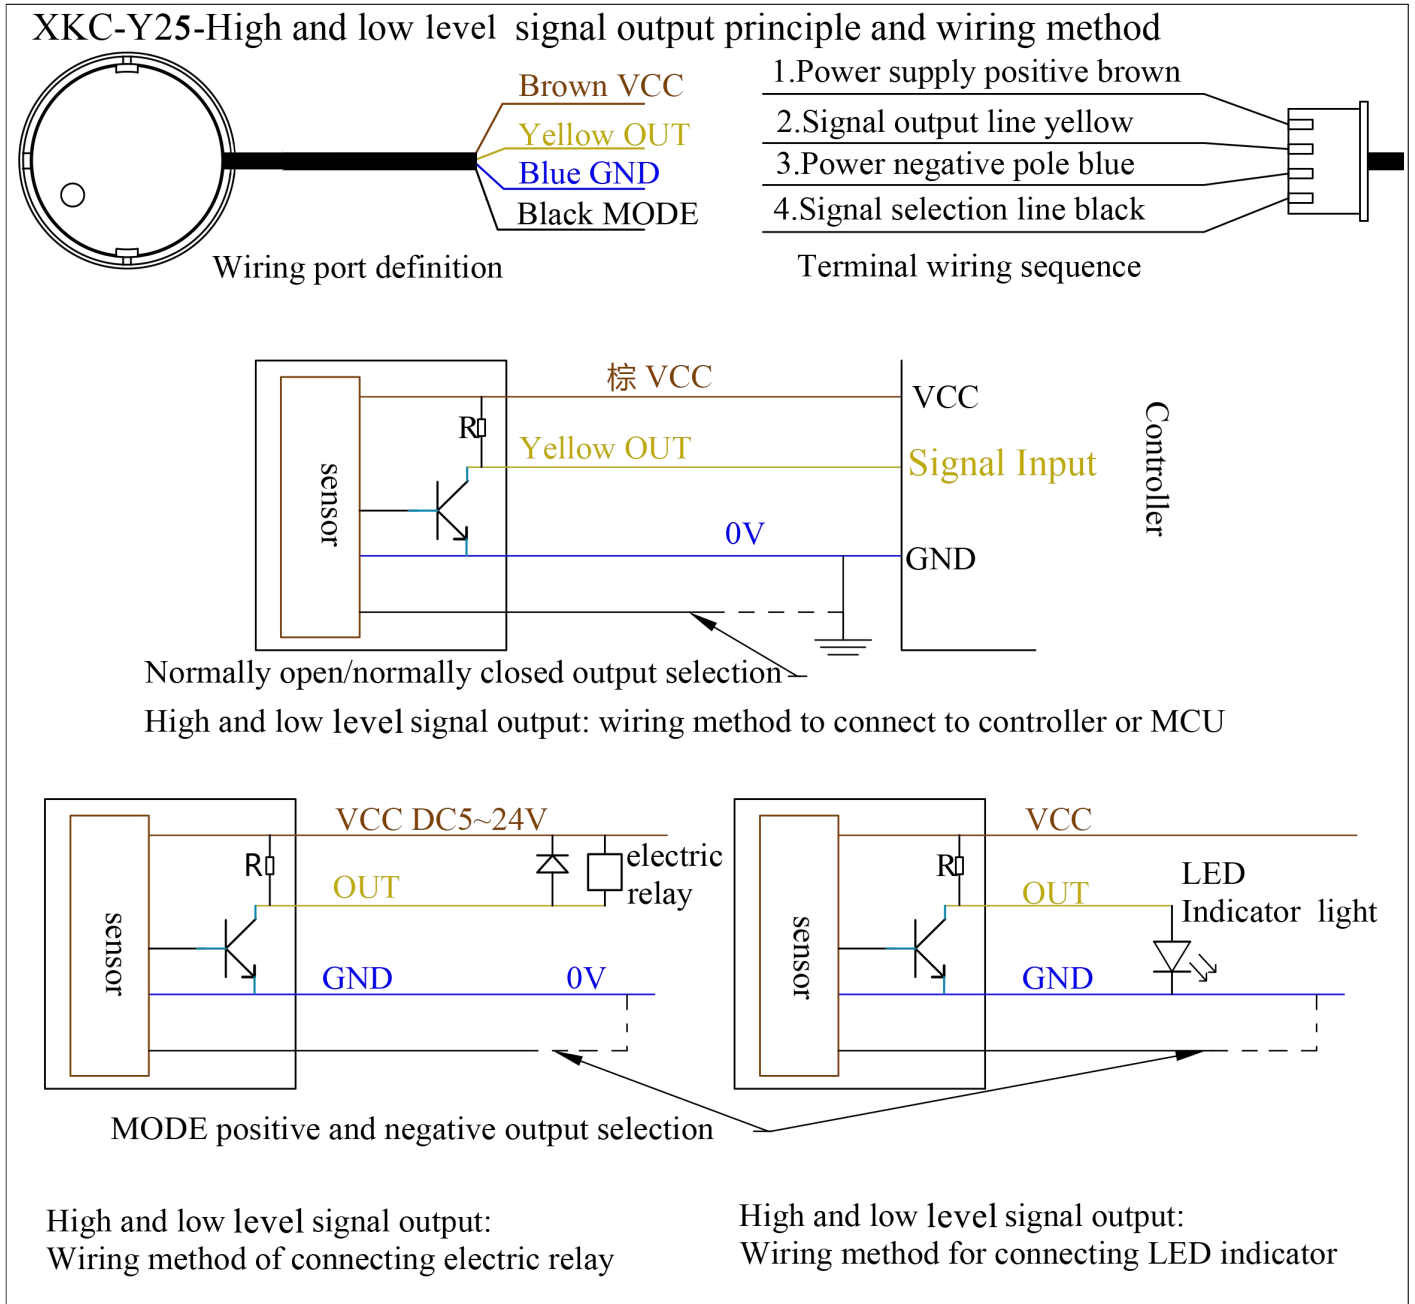 XKC-Y25-High and low level signal output principle and wiring method
Brown VCC
Yellow OUT
Blue GND
Black MODE
Wiring port definition
1.Power supply positive brown
2.Signal output line yellow
3.Power negative pole blue
4.Signal selection line black
Terminal wiring sequence
棕 VCC
VCC
R
Yellow OUT
Signal Input
sensor
0V
GND
Controller
Normally open/normally closed output selection
High and low level signal output: wiring method to connect to controller or MCU
VCC DC5~24V
R
electric
relay
OUT
sensor
GND
0V
VCC
R
LED
Indicator light
OUT
sensor
GND
MODE positive and negative output selection
High and low level signal output:
Wiring method of connecting electric relay
High and low level signal output:
Wiring method for connecting LED indicator